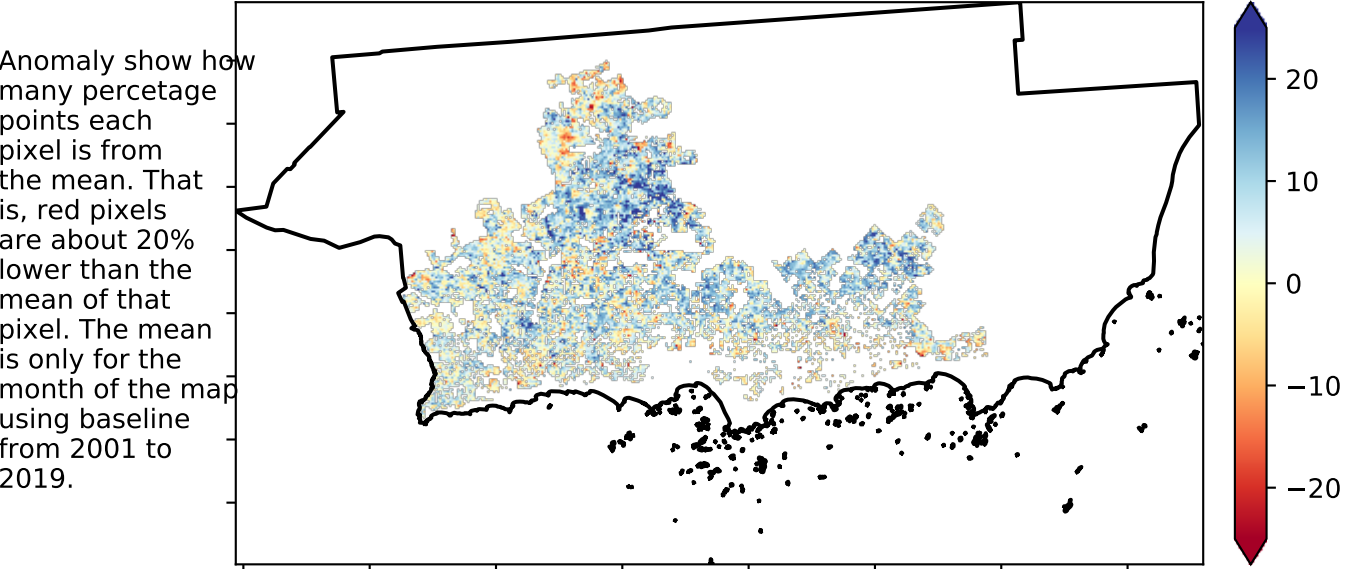 Anomaly show how
many percetage
points each
pixel is from
the mean. That
is, red pixels
are about 20%
lower than the
mean of that
pixel. The mean
is only for the
month of the map
using baseline
from 2001 to
2019.
20
10
0
−10
−20